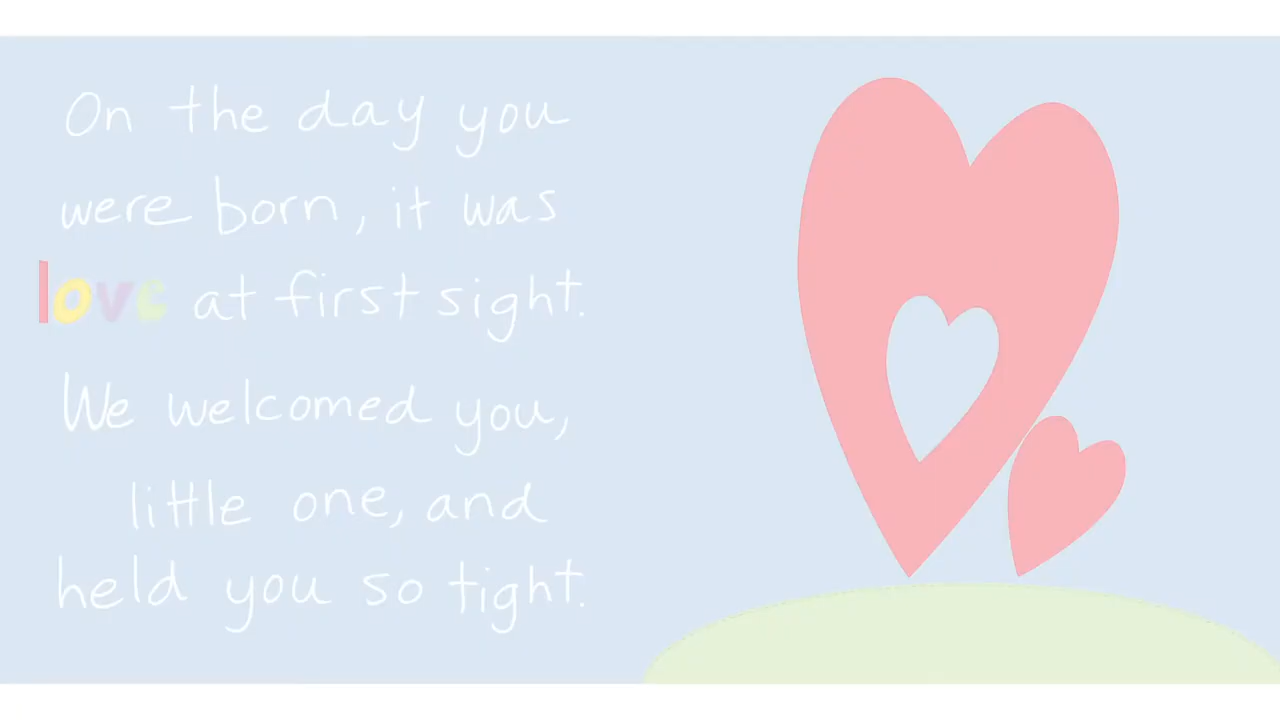 On the day you
were born, it was
love at first sight.
We welcomed you,
little one, and
held you so tight.